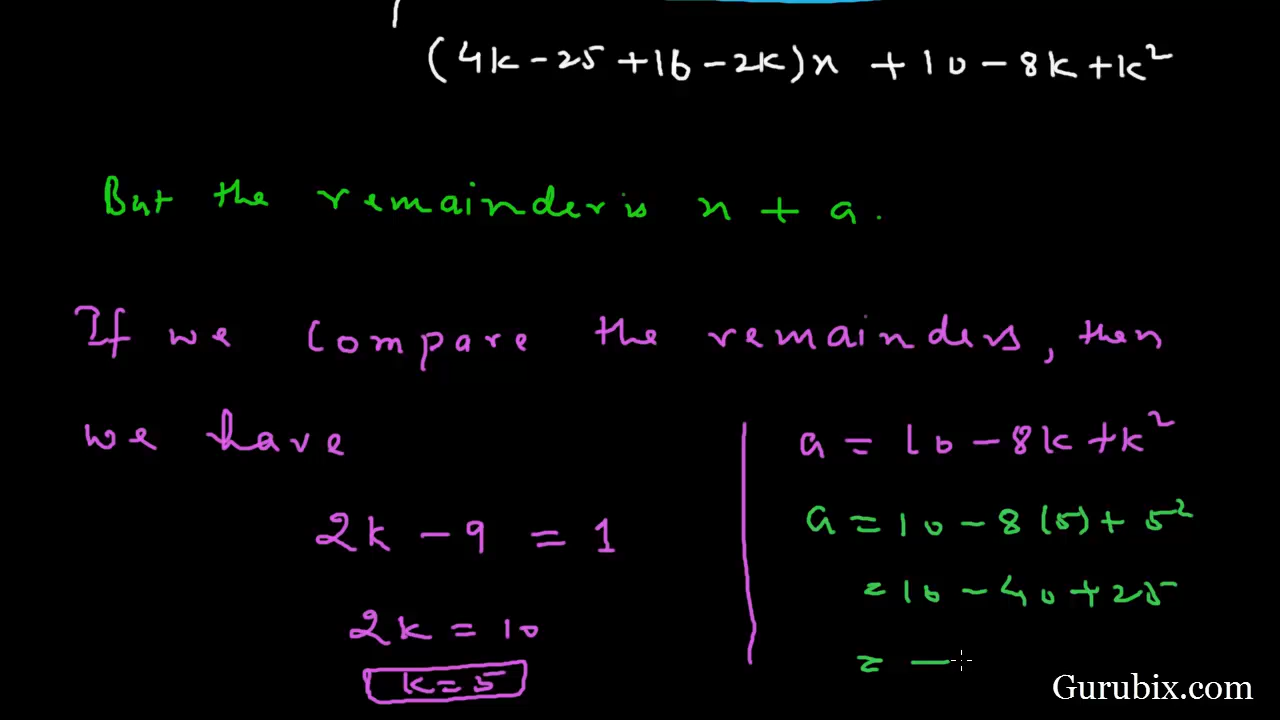 (4k - 25 + 16 - 2k)x + 10 - 8k + k²
But the remainder is x + a.
If we compare the remainders, then
we have
2k - 9 = 1
2k = 10
k = 5
a = 10 - 8k + k²
a = 10 - 8(5) + 5²
= 10 - 40 + 25
= -
Gurubix.com